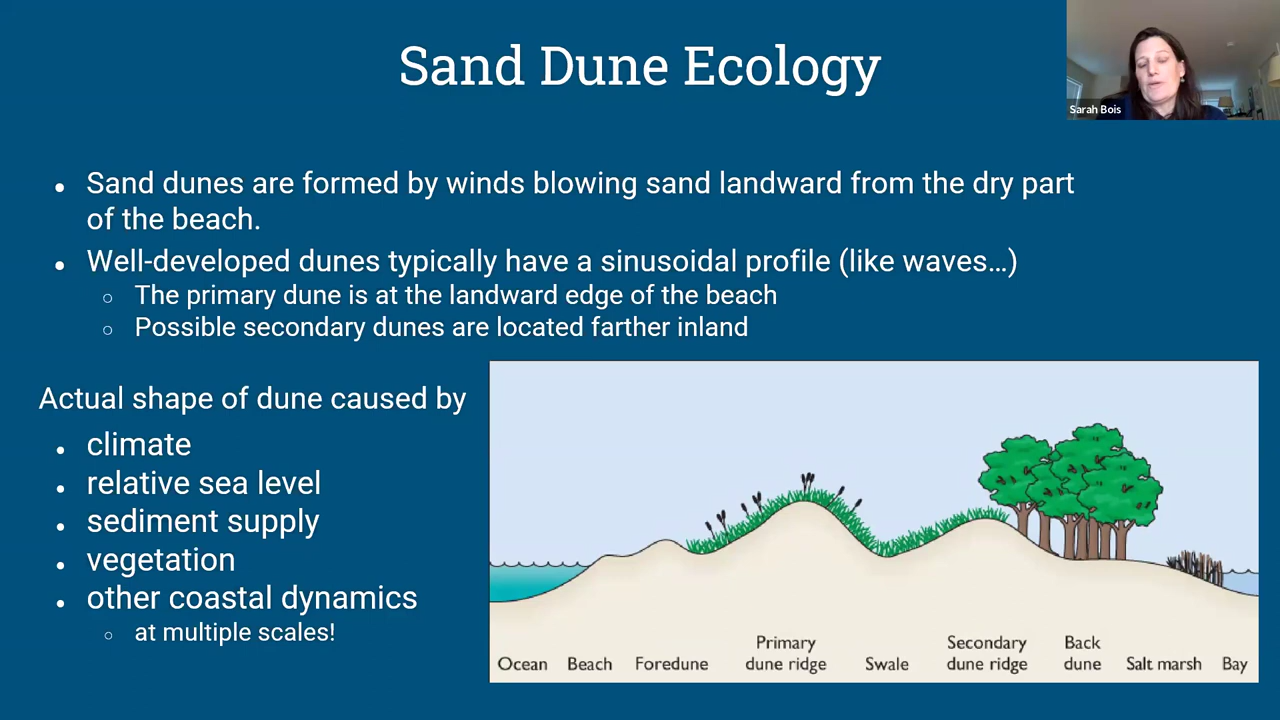 Sand Dune Ecology
Sarah Bois
• Sand dunes are formed by winds blowing sand landward from the dry part
of the beach.
• Well-developed dunes typically have a sinusoidal profile (like waves…)
○ The primary dune is at the landward edge of the beach
○ Possible secondary dunes are located farther inland
Actual shape of dune caused by
• climate
• relative sea level
• sediment supply
• vegetation
• other coastal dynamics
○ at multiple scales!
Ocean
Beach
Foredune
Primary
dune ridge
Swale
Secondary
dune ridge
Back
dune
Salt marsh
Bay